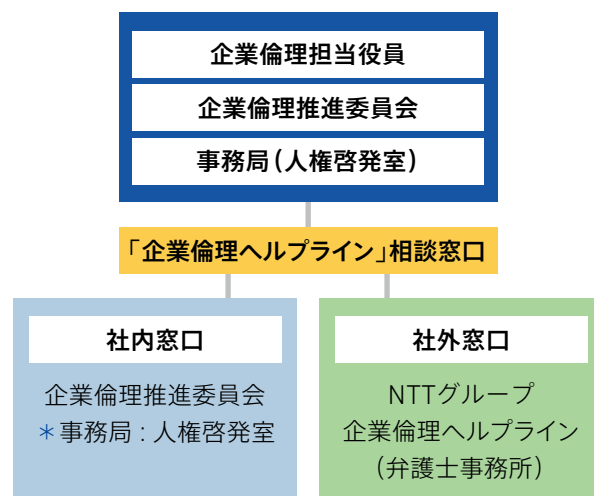 企業倫理担当役員
企業倫理推進委員会
事務局(人権啓発室)
「企業倫理ヘルプライン」相談窓口
社内窓口
企業倫理推進委員会
＊事務局：人権啓発室
社外窓口
NTTグループ
企業倫理ヘルプライン
(弁護士事務所)